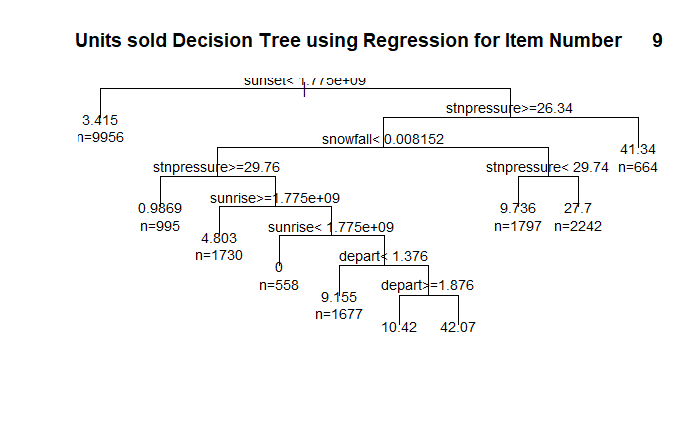 Units sold Decision Tree using Regression for Item Number 9
sunset< 1.775e+09
stnpressure>=26.34
3.415
n=9956
snowfall< 0.008152
41.34
n=664
stnpressure>=29.76
stnpressure< 29.74
sunrise>=1.775e+09
0.9869
n=995
9.736
n=1797
27.7
n=2242
sunrise< 1.775e+09
4.803
n=1730
depart< 1.376
0
n=558
depart>=1.876
9.155
n=1677
10.42
42.07